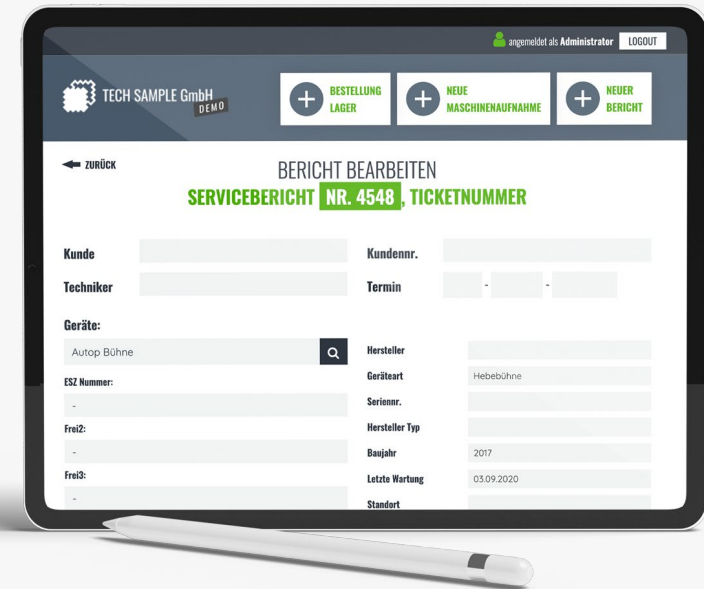 angemeldet als Administrator LOGOUT
TECH SAMPLE GmbH
DEMO
+ BESTELLUNG LAGER
+ NEUE MASCHINENAUFNAHME
+ NEUER BERICHT
ZURÜCK
BERICHT BEARBEITEN
SERVICEBERICHT NR. 4548 , TICKETNUMMER
Kunde
Kundennr.
Techniker
Termin - -
Geräte:
Autop Bühne
ESZ Nummer:
-
Frei2:
-
Frei3:
-
Hersteller
Geräteart Hebebühne
Seriennr.
Hersteller Typ
Baujahr 2017
Letzte Wartung 03.09.2020
Standort